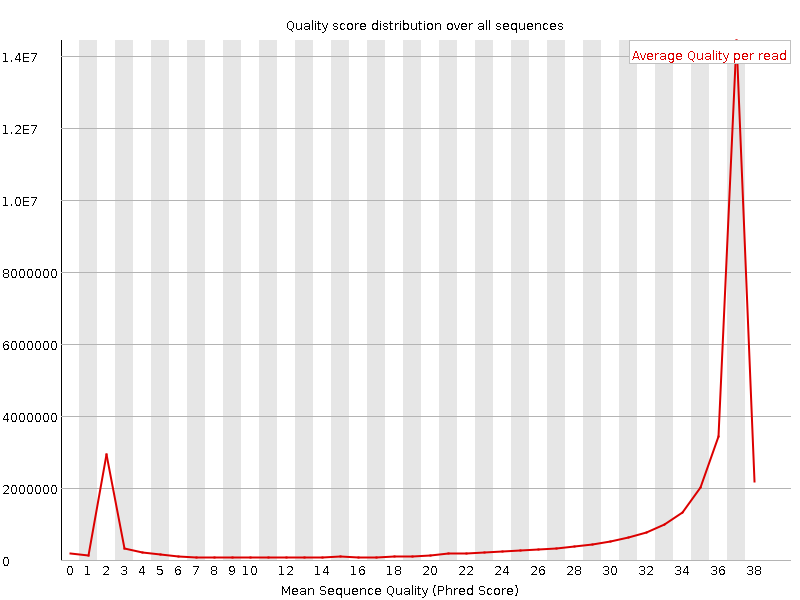 Quality score distribution over all sequences
Average Quality per read
1.4E7
1.2E7
1.0E7
8000000
6000000
4000000
2000000
0
0 1 2 3 4 5 6 7 8 9 10 12 14 16 18 20 22 24 26 28 30 32 34 36 38
Mean Sequence Quality (Phred Score)